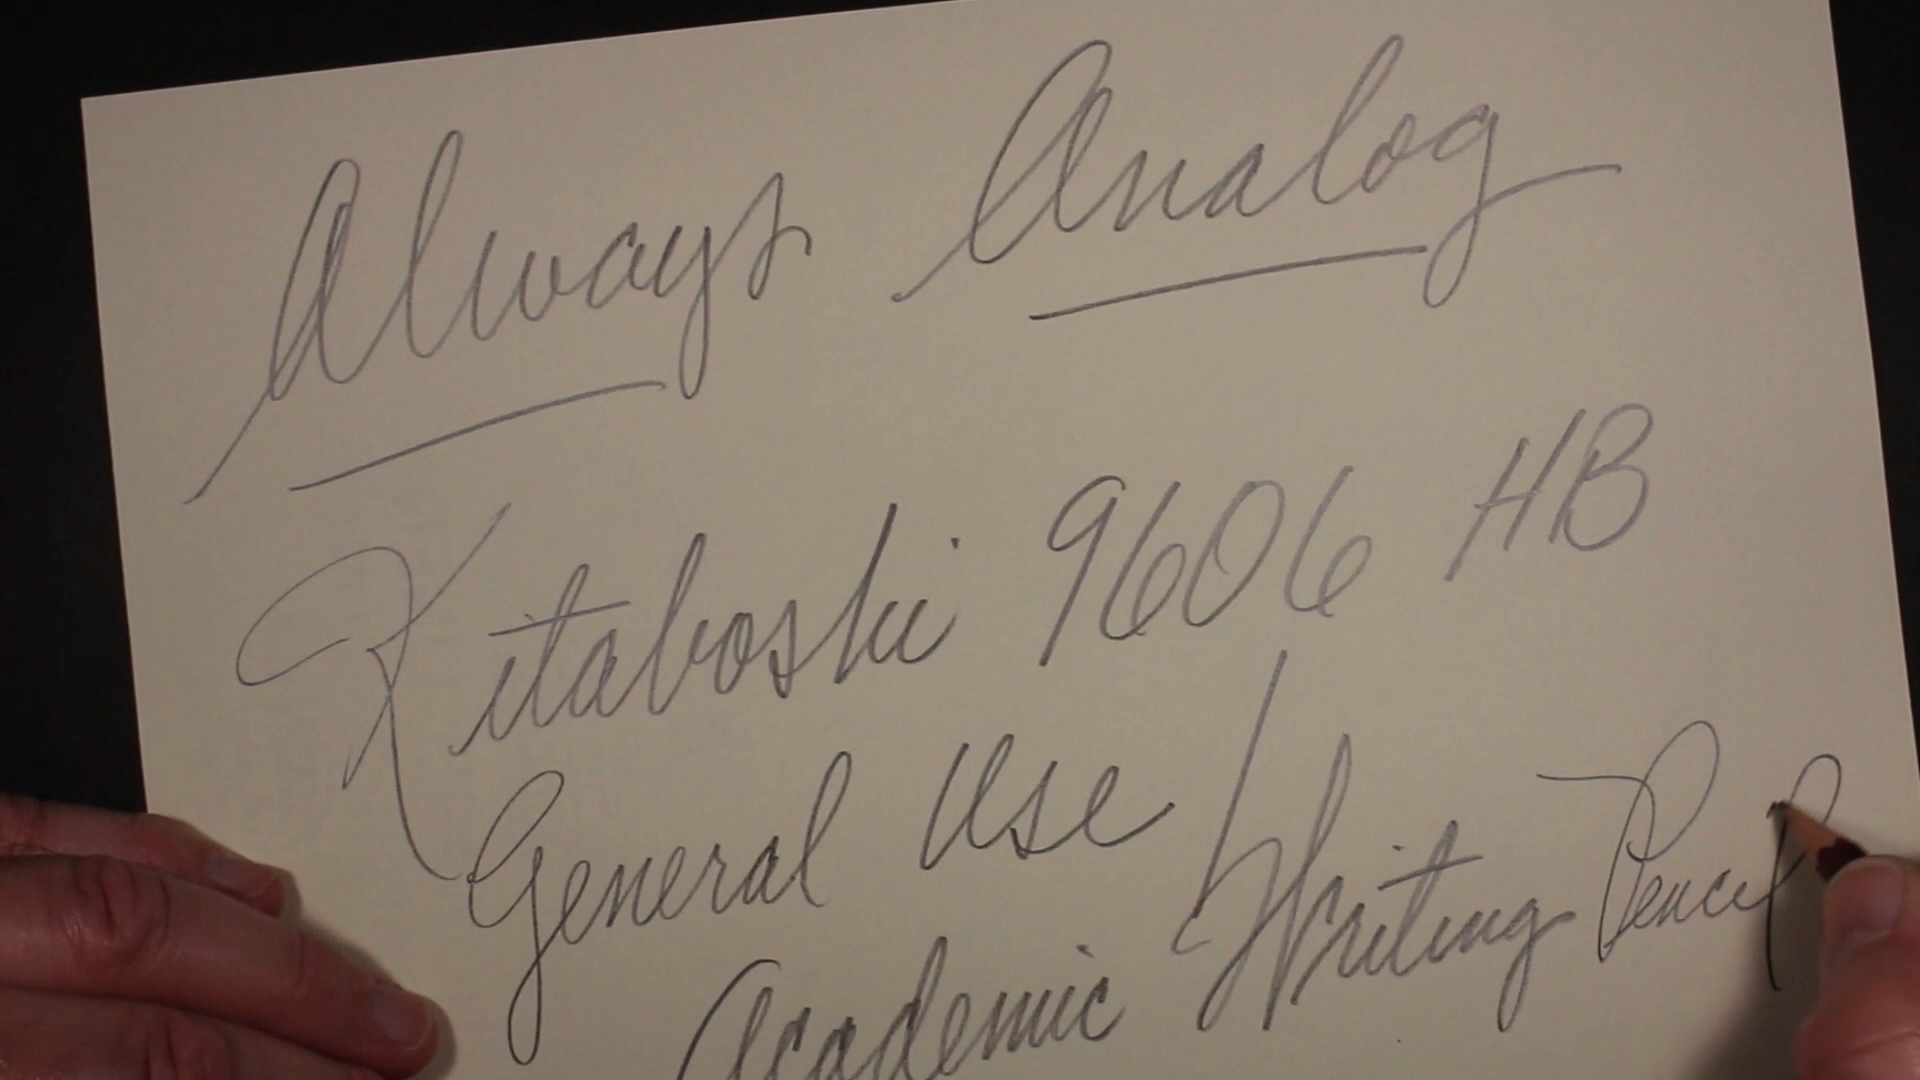 Always Analog
Kitaboshi 9606 HB
General Use / Writing Pencil
Academic